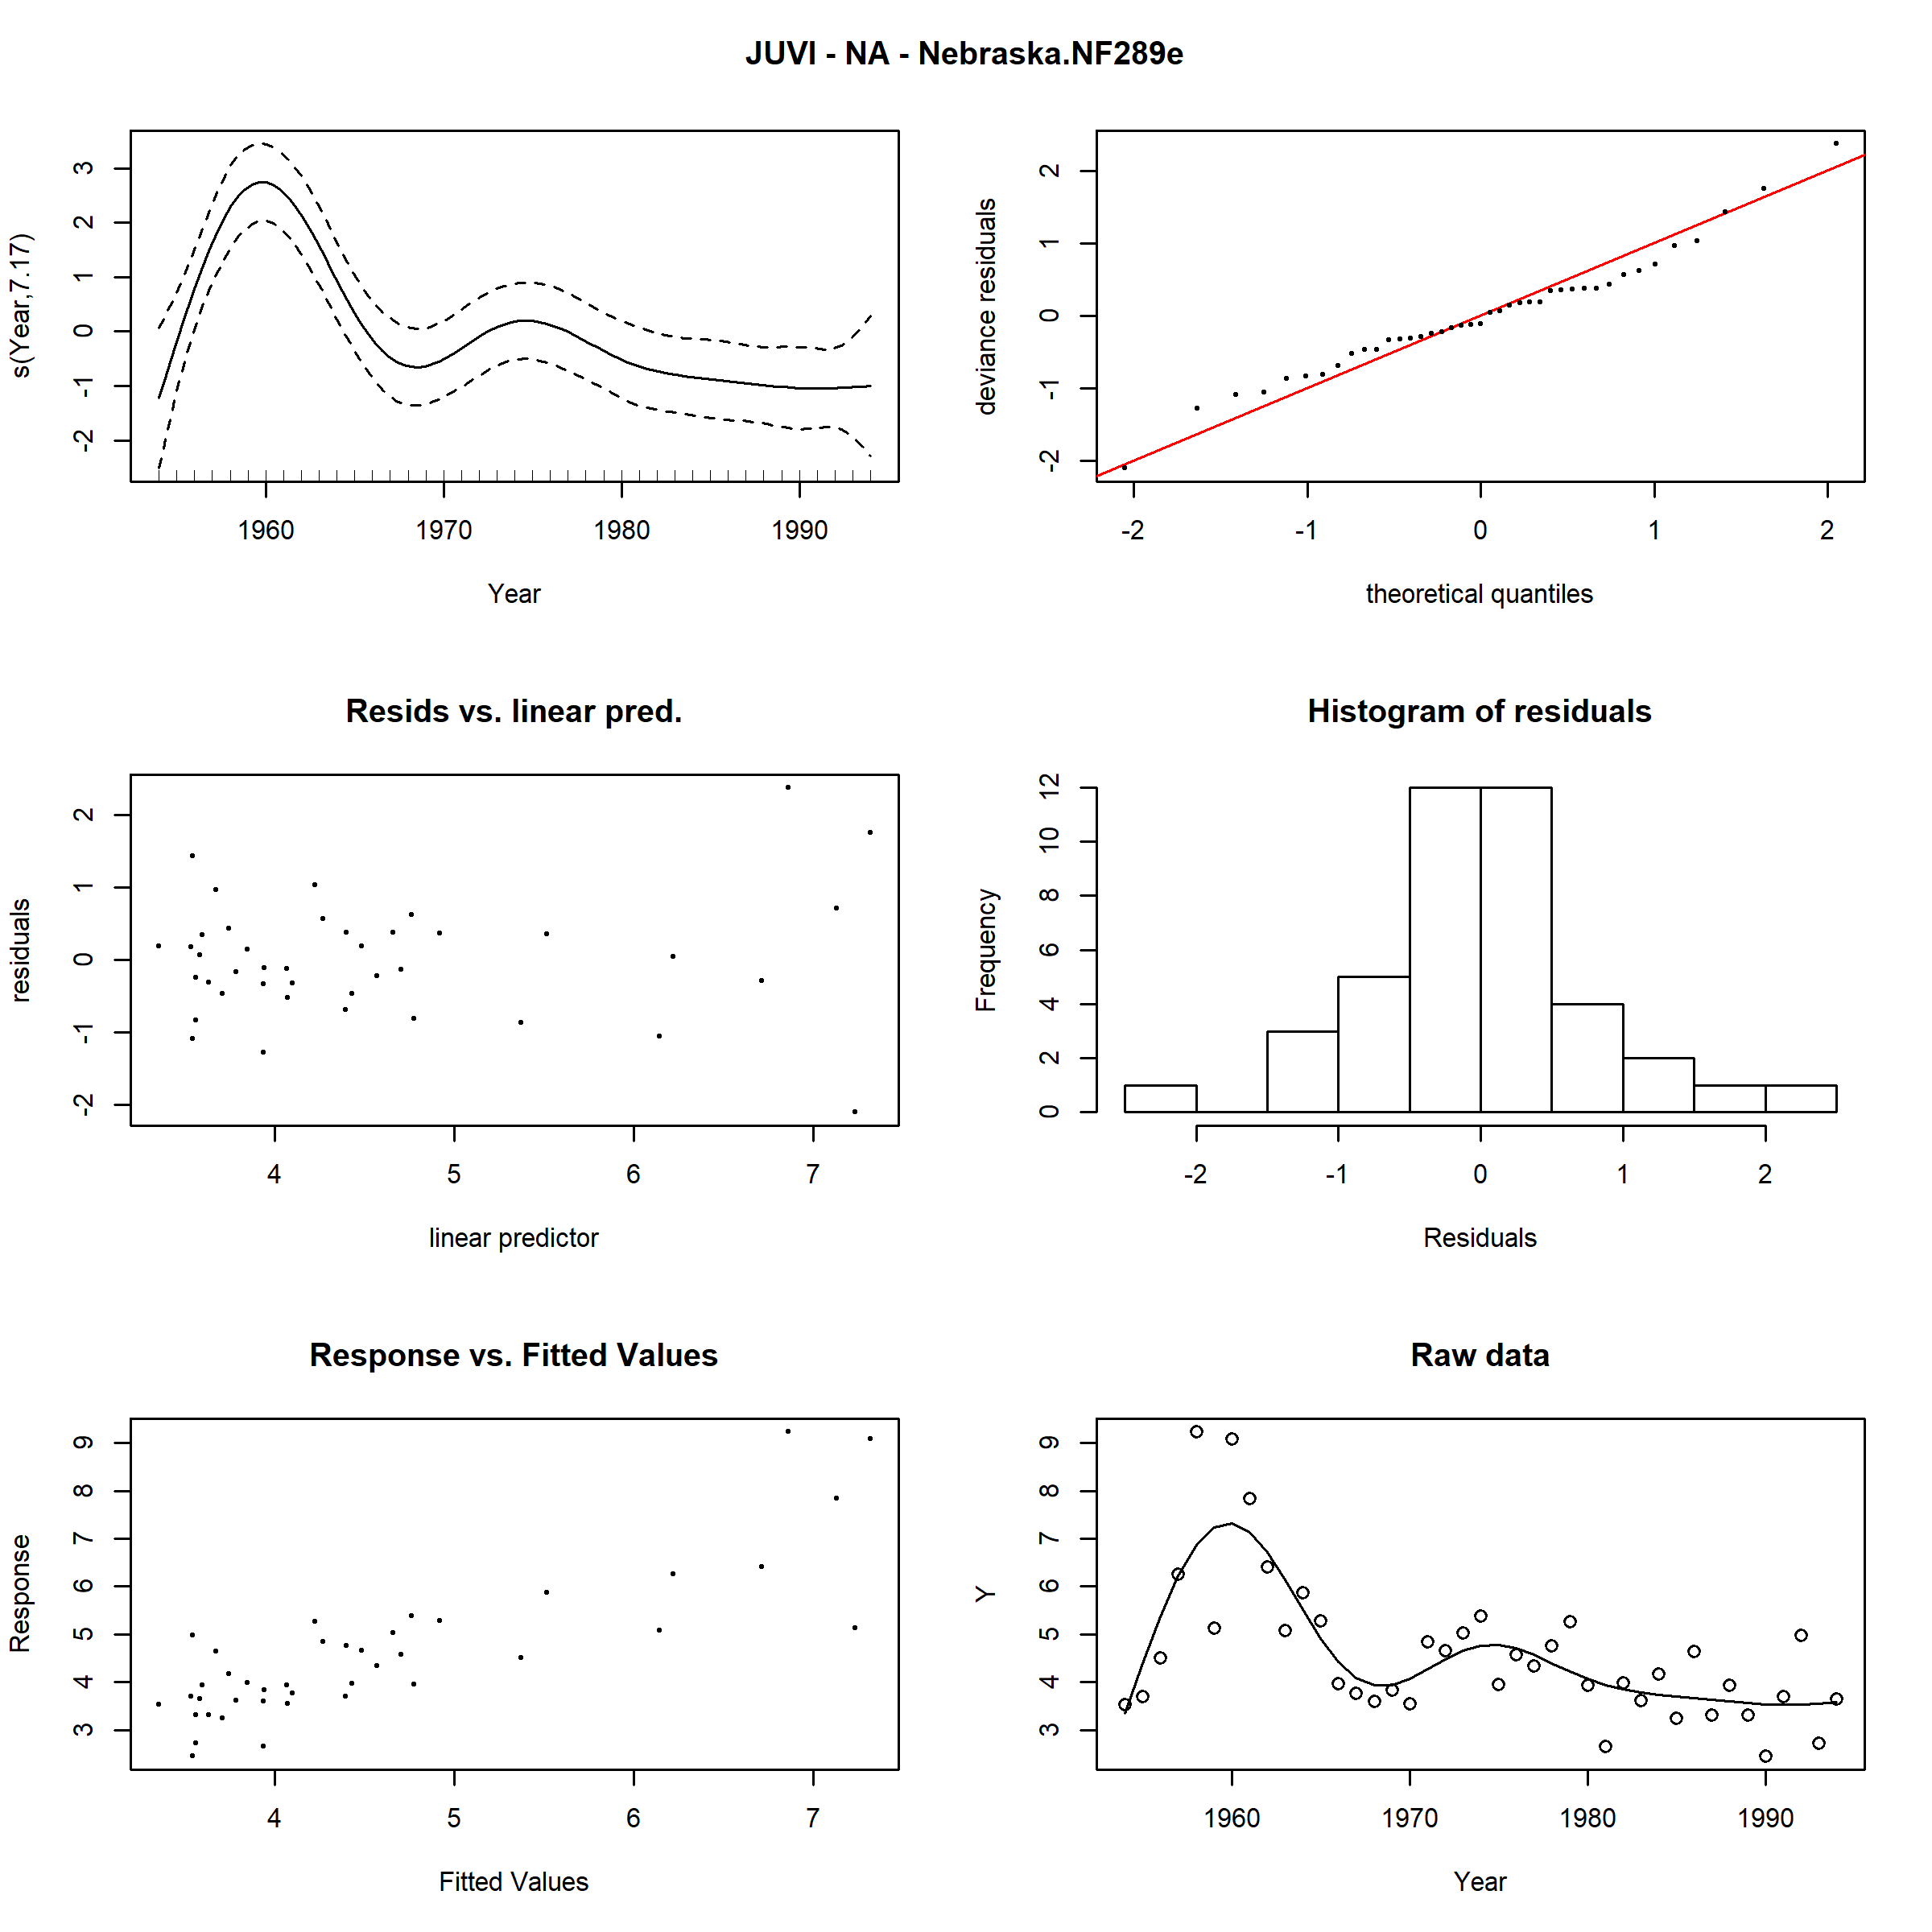 JUVI - NA - Nebraska.NF289e
s(Year,7.17)
3
2
1
0
-1
-2
1960 1970 1980 1990
Year
deviance residuals
2
1
0
-1
-2
-2 -1 0 1 2
theoretical quantiles
Resids vs. linear pred.
residuals
2
1
0
-1
-2
4 5 6 7
linear predictor
Histogram of residuals
Frequency
12
10
8
6
4
2
0
-2 -1 0 1 2
Residuals
Response vs. Fitted Values
Response
9
8
7
6
5
4
3
4 5 6 7
Fitted Values
Raw data
Y
9
8
7
6
5
4
3
1960 1970 1980 1990
Year